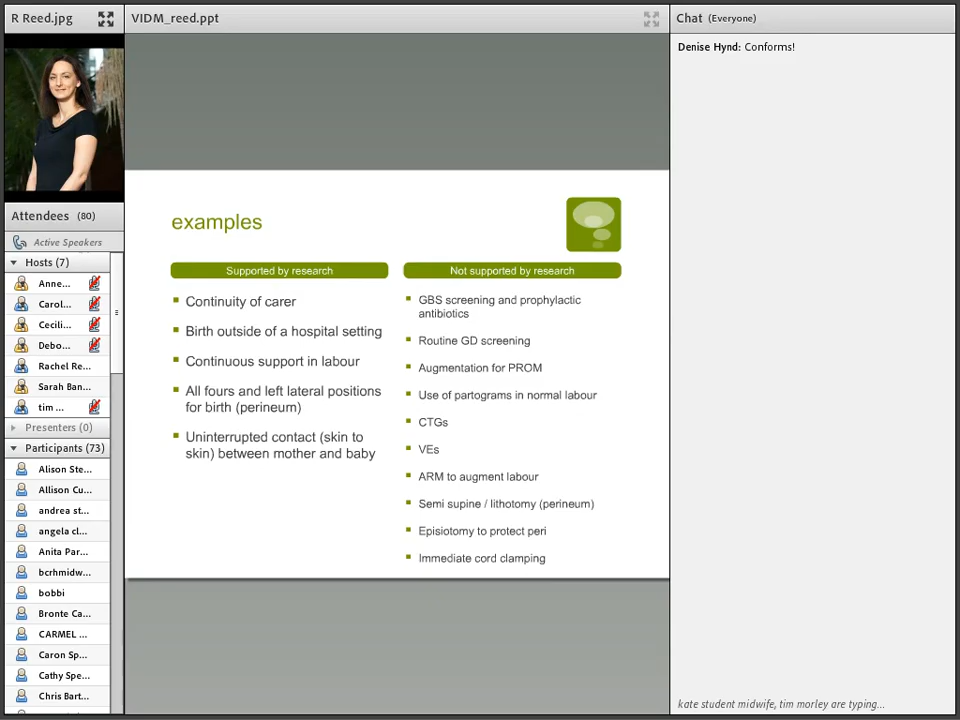 R Reed.jpg
VIDM_reed.ppt
Chat (Everyone)
Denise Hynd: Conforms!
Attendees (80)
Active Speakers
Hosts (7)
Anne...
Carol...
Cecili...
Debo...
Rachel Re...
Sarah Ban...
tim ...
Presenters (0)
Participants (73)
Alison Ste...
Allison Cu...
andrea st...
angela cl...
Anita Par...
bcrhmidw...
bobbi
Bronte Ca...
CARMEL ...
Caron Sp...
Cathy Spe...
Chris Bart...
examples
Supported by research
Continuity of carer
Birth outside of a hospital setting
Continuous support in labour
All fours and left lateral positions
for birth (perineum)
Uninterrupted contact (skin to
skin) between mother and baby
Not supported by research
GBS screening and prophylactic
antibiotics
Routine GD screening
Augmentation for PROM
Use of partograms in normal labour
CTGs
VEs
ARM to augment labour
Semi supine / lithotomy (perineum)
Episiotomy to protect peri
Immediate cord clamping
kate student midwife, tim morley are typing...